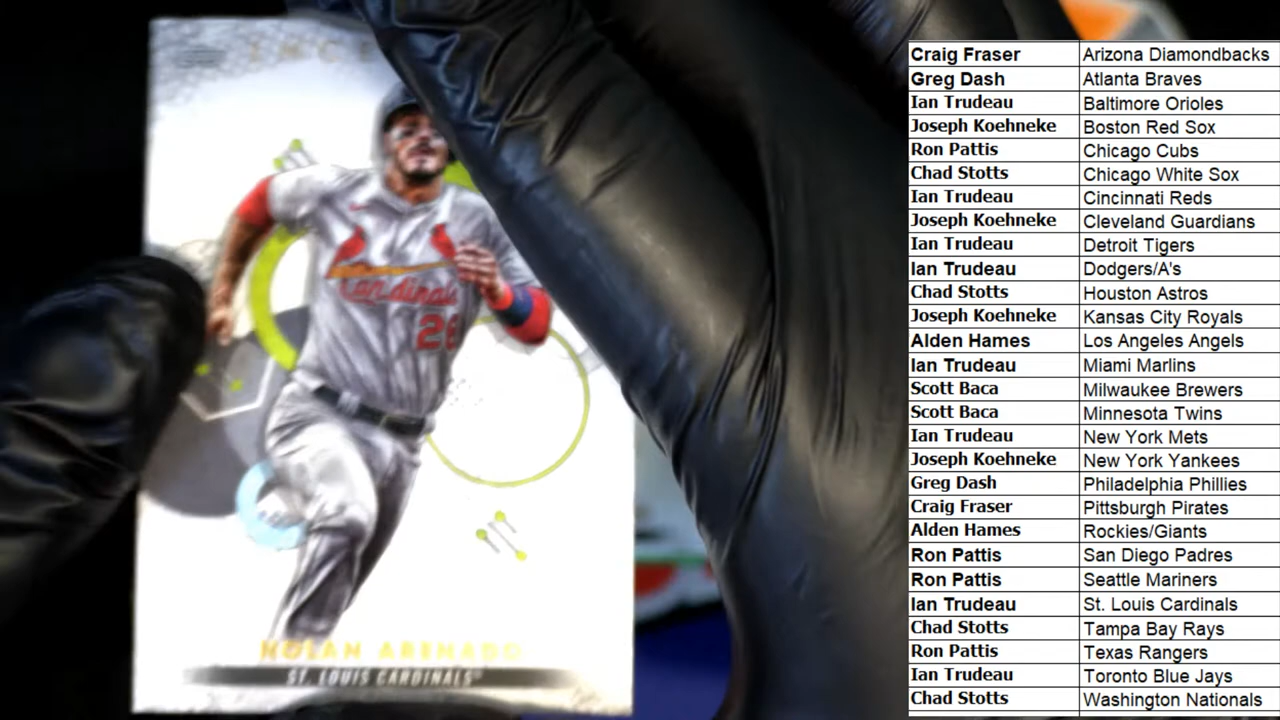 INCE
Cardinals
28
NOLAN ARENADO
ST. LOUIS CARDINALS
Craig Fraser Arizona Diamondbacks
Greg Dash Atlanta Braves
Ian Trudeau Baltimore Orioles
Joseph Koehneke Boston Red Sox
Ron Pattis Chicago Cubs
Chad Stotts Chicago White Sox
Ian Trudeau Cincinnati Reds
Joseph Koehneke Cleveland Guardians
Ian Trudeau Detroit Tigers
Ian Trudeau Dodgers/A's
Chad Stotts Houston Astros
Joseph Koehneke Kansas City Royals
Alden Hames Los Angeles Angels
Ian Trudeau Miami Marlins
Scott Baca Milwaukee Brewers
Scott Baca Minnesota Twins
Ian Trudeau New York Mets
Joseph Koehneke New York Yankees
Greg Dash Philadelphia Phillies
Craig Fraser Pittsburgh Pirates
Alden Hames Rockies/Giants
Ron Pattis San Diego Padres
Ron Pattis Seattle Mariners
Ian Trudeau St. Louis Cardinals
Chad Stotts Tampa Bay Rays
Ron Pattis Texas Rangers
Ian Trudeau Toronto Blue Jays
Chad Stotts Washington Nationals